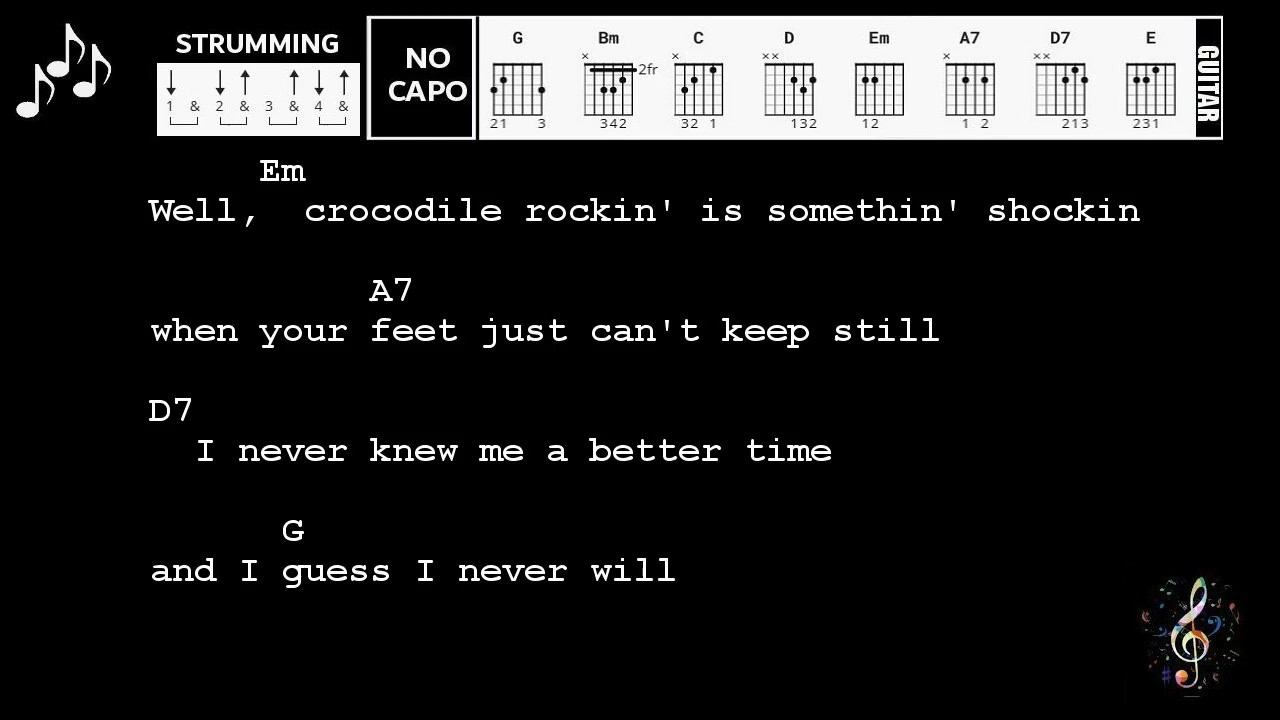 STRUMMING
1 & 2 & 3 & 4 &
NO
CAPO
G Bm C D Em A7 D7 E
x x xx x xx
2fr
21 3 342 32 1 132 12 1 2 213 231
GUITAR
Em
Well, crocodile rockin' is somethin' shockin
A7
when your feet just can't keep still
D7
I never knew me a better time
G
and I guess I never will